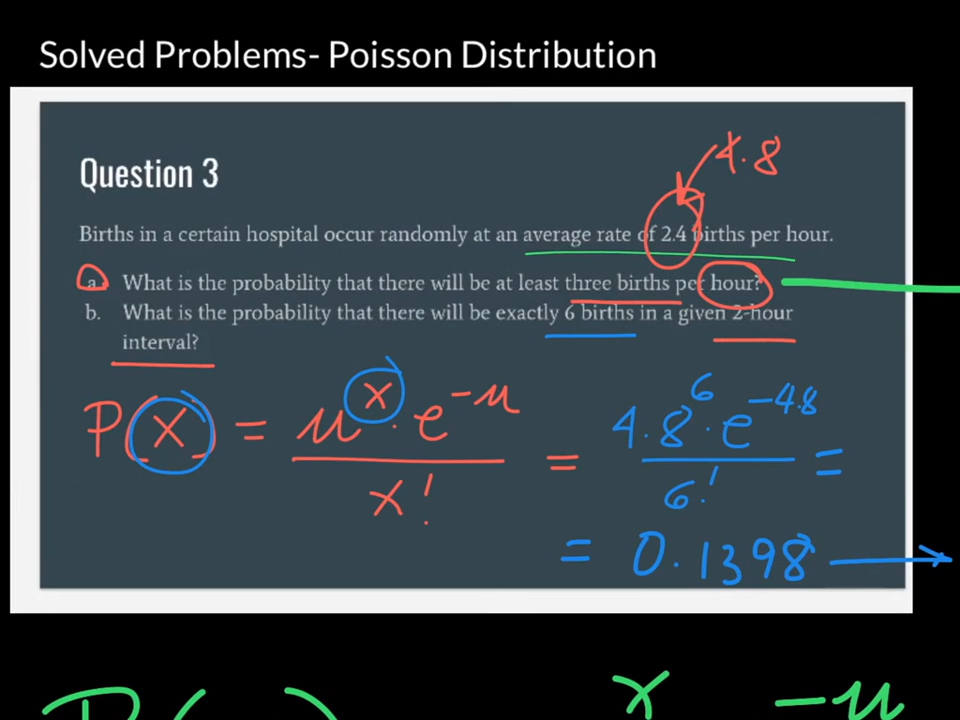 Solved Problems- Poisson Distribution
Question 3
4.8
Births in a certain hospital occur randomly at an average rate of 2.4 births per hour.
a. What is the probability that there will be at least three births per hour?
b. What is the probability that there will be exactly 6 births in a given 2-hour
interval?
P(X) = μ^x · e^-μ / x! = 4.8^6 · e^-4.8 / 6! =
= 0.1398
P( ) x -μ